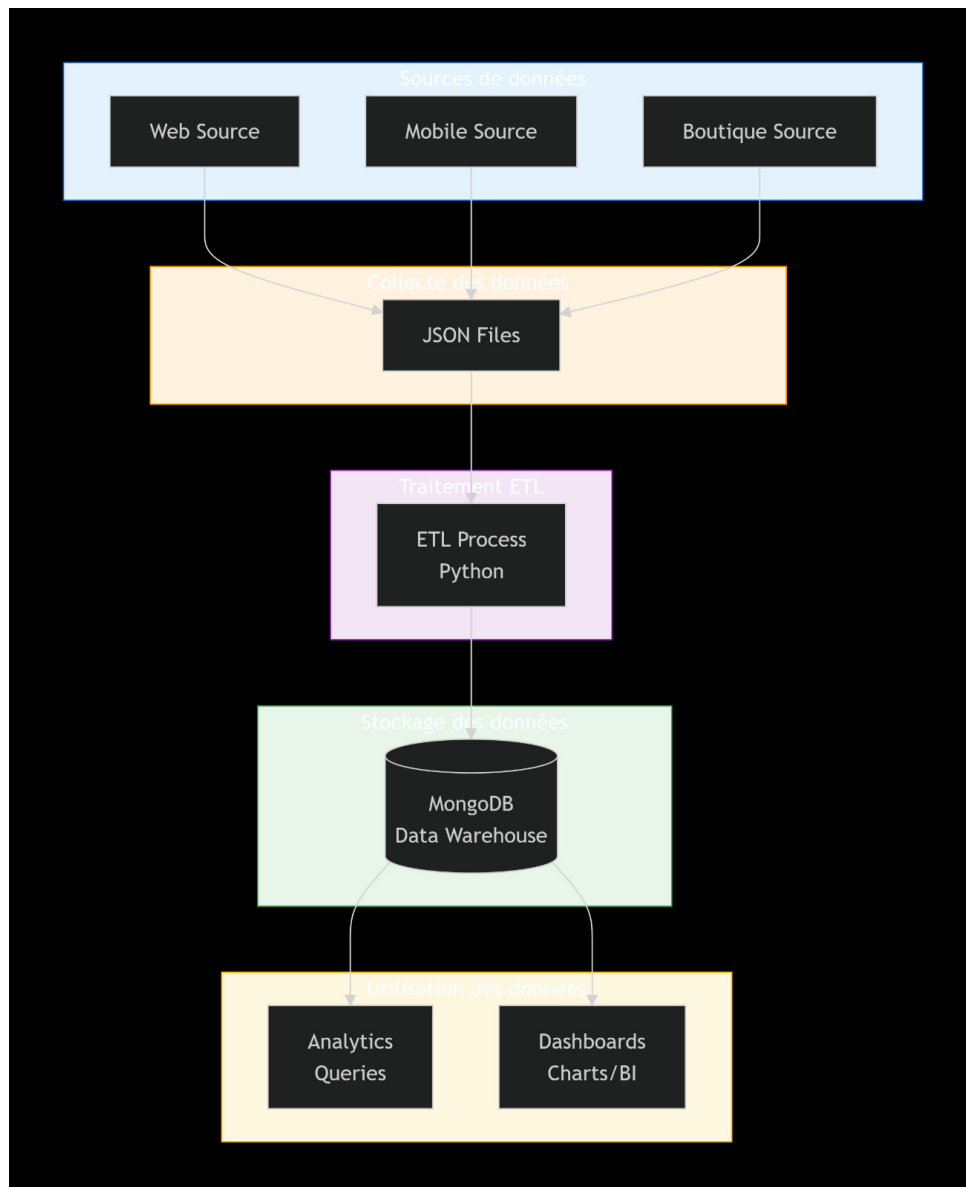 Sources de données
Web Source
Mobile Source
Boutique Source
Collecte des données
JSON Files
Traitement ETL
ETL Process
Python
Stockage des données
MongoDB
Data Warehouse
Utilisation des données
Analytics
Queries
Dashboards
Charts/BI